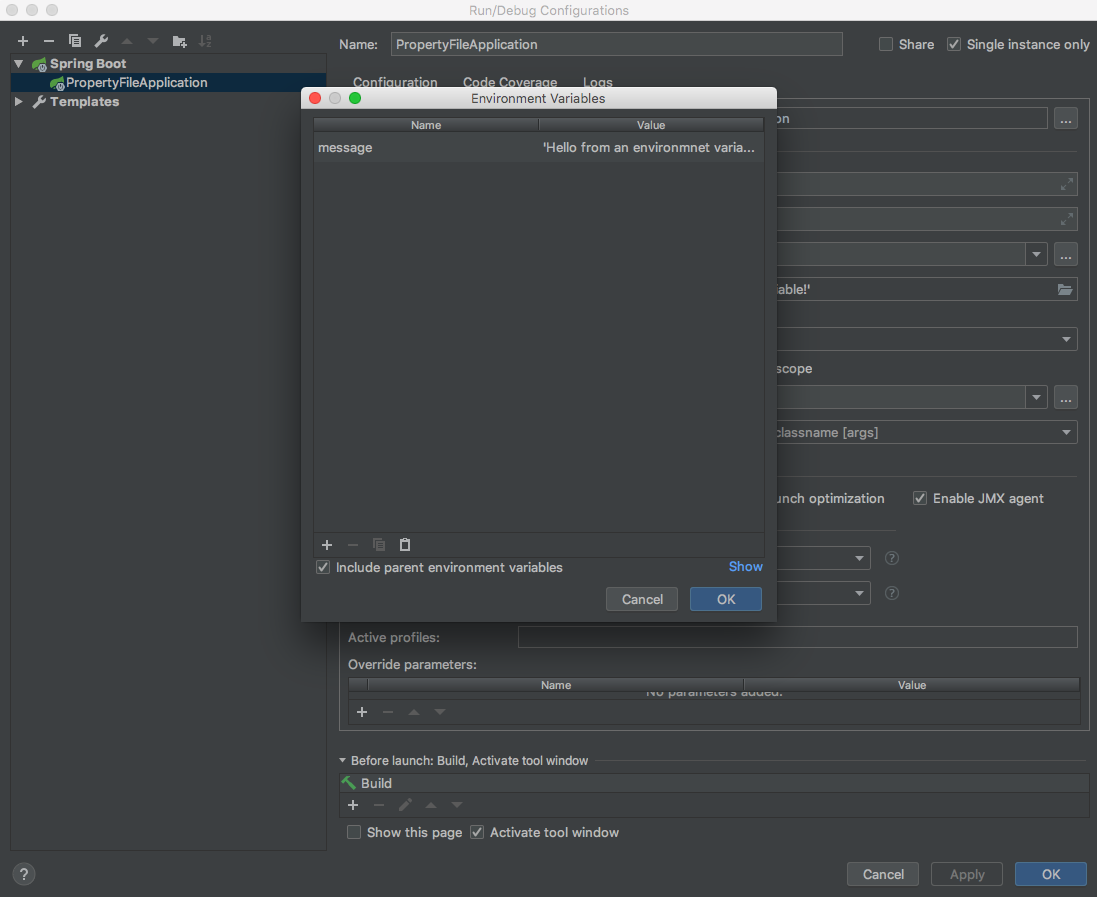 Run/Debug Configurations
Name: PropertyFileApplication Share Single instance only
Spring Boot
PropertyFileApplication
Templates
Configuration Code Coverage Logs
Environment Variables
Name Value
message 'Hello from an environmnet varia...
on ...
...
able!'
scope
...
classname [args]
unch optimization Enable JMX agent
?
?
Include parent environment variables Show
Cancel OK
Active profiles:
Override parameters:
Name Value
No parameters added.
Before launch: Build, Activate tool window
Build
Show this page Activate tool window
? Cancel Apply OK